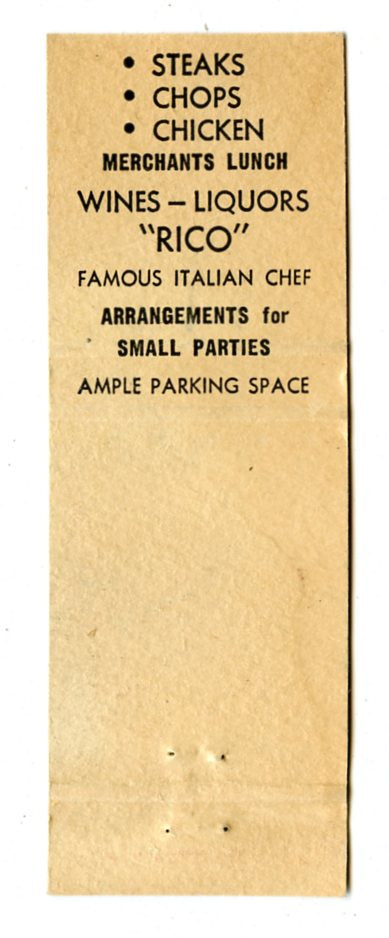 • STEAKS
• CHOPS
• CHICKEN
MERCHANTS LUNCH
WINES – LIQUORS
"RICO"
FAMOUS ITALIAN CHEF
ARRANGEMENTS for
SMALL PARTIES
AMPLE PARKING SPACE